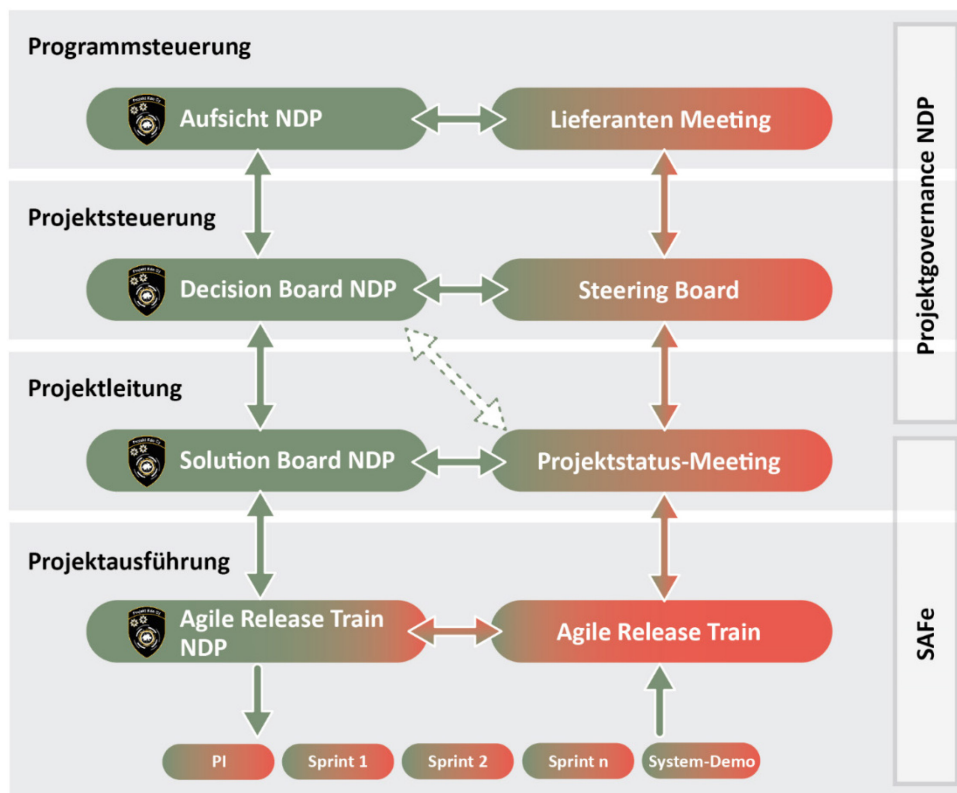 Programmsteuerung
Aufsicht NDP
Lieferanten Meeting
Projektsteuerung
Decision Board NDP
Steering Board
Projektleitung
Solution Board NDP
Projektstatus-Meeting
Projektausführung
Agile Release Train
NDP
Agile Release Train
PI
Sprint 1
Sprint 2
Sprint n
System-Demo
Projektgovernance NDP
SAFe